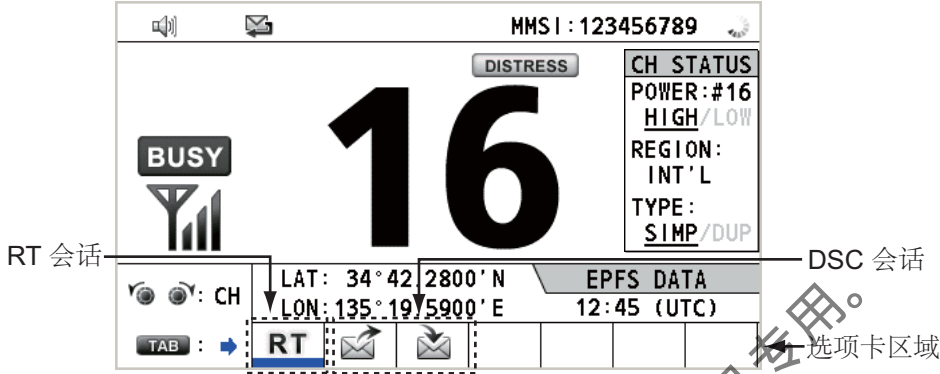 MMSI:123456789
DISTRESS
16
BUSY
CH STATUS
POWER:#16
HIGH/LOW
REGION:
INT'L
TYPE:
SIMP/DUP
RT 会话
DSC 会话
: CH
LAT: 34°42.2800'N
LON:135°19.5900'E
EPFS DATA
12:45 (UTC)
TAB :
RT
选项卡区域
专用。